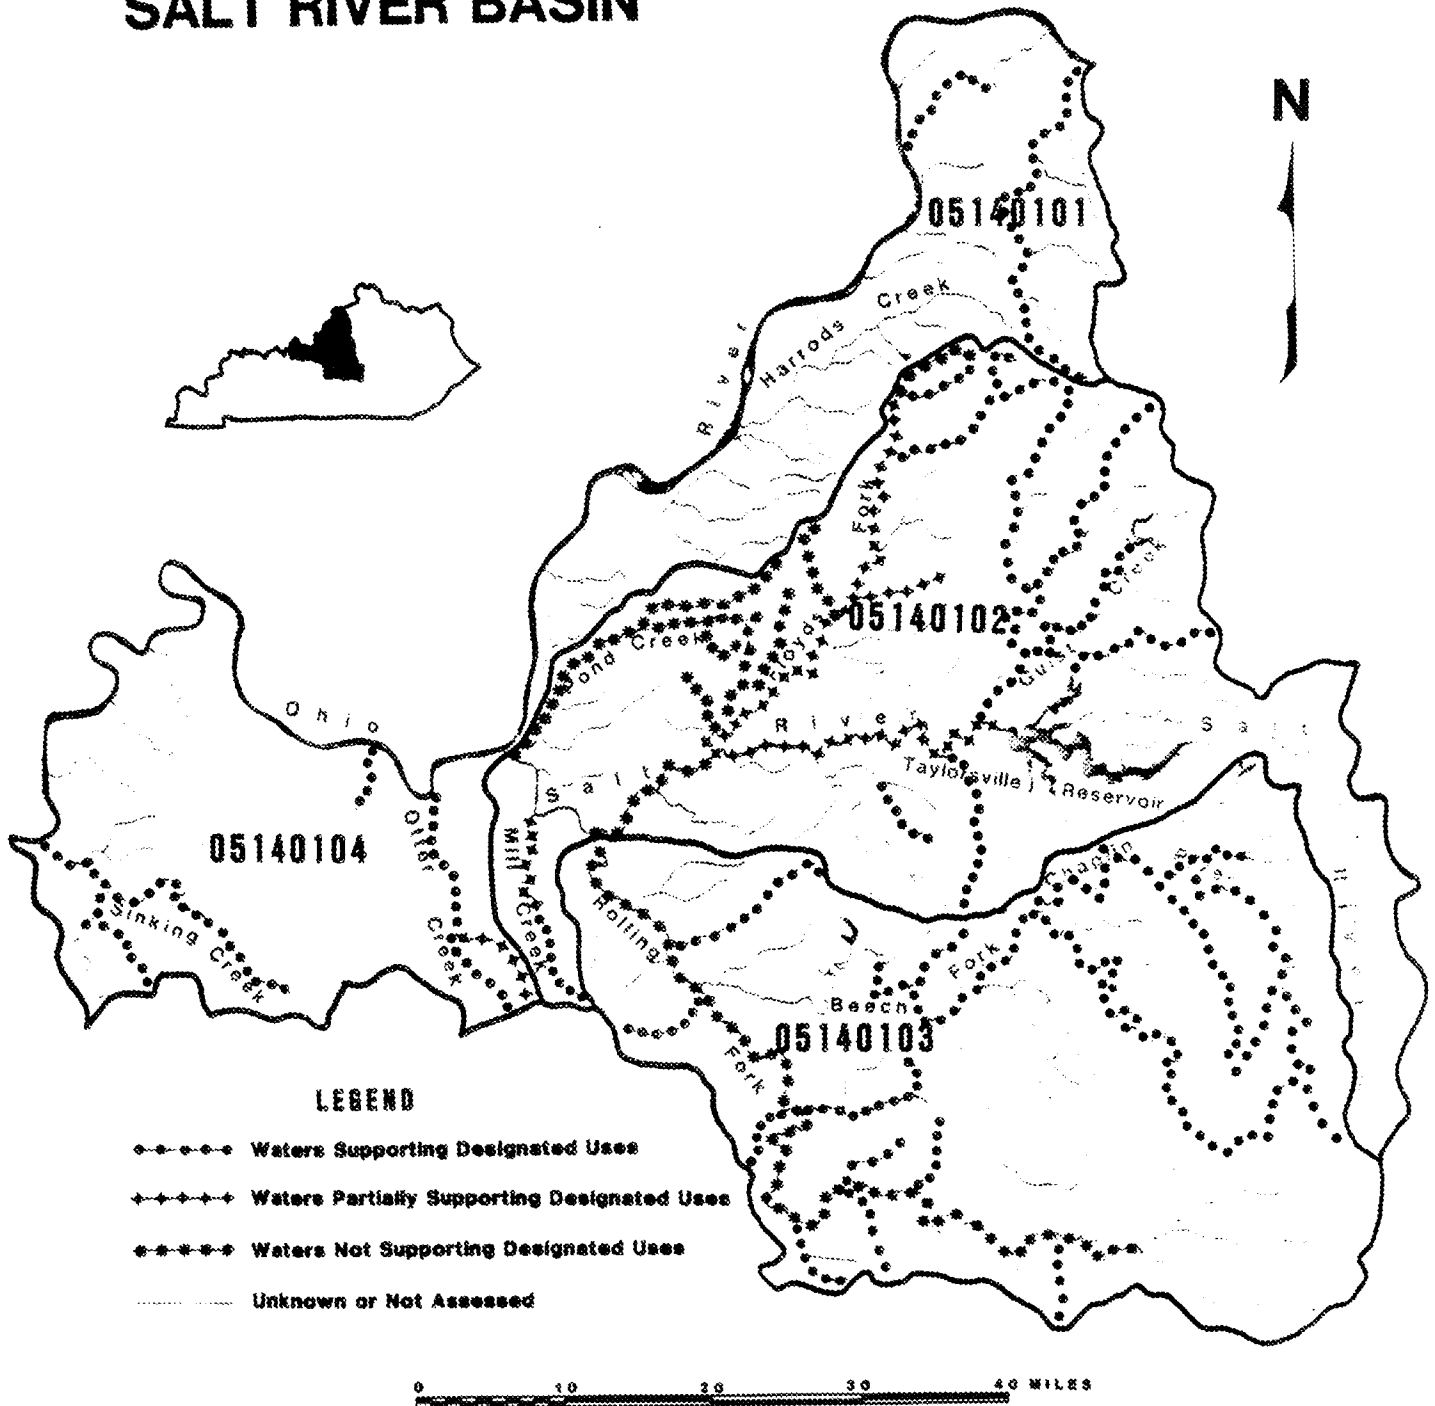 SALT RIVER BASIN
N
05140101
Harrods Creek
River
Fork
Creek
05140102
Floyds
Guist
Pond Creek
Ohio
River
Salt
Salt
Taylorsville Reservoir
05140104
Otter
Creek
Mill
Creek
Sinking Creek
Rolling
Fork
Chaplin
Fork
Beech
05140103
LEGEND
Waters Supporting Designated Uses
Waters Partially Supporting Designated Uses
Waters Not Supporting Designated Uses
Unknown or Not Assessed
0 10 20 30 40 MILES